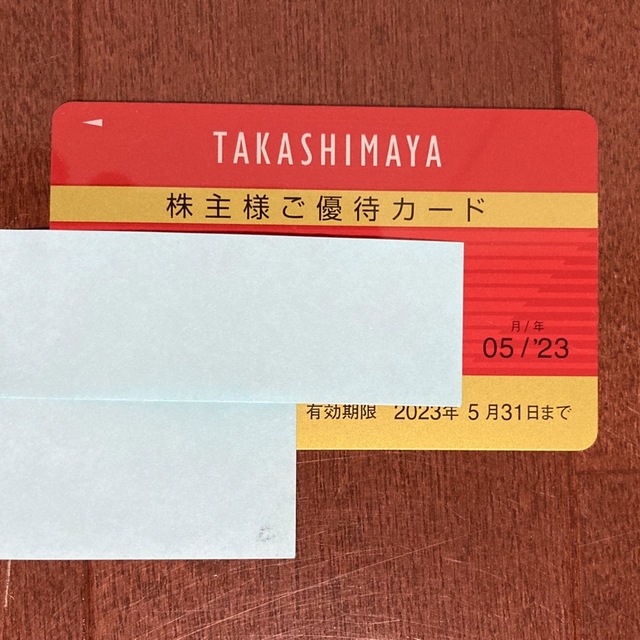 TAKASHIMAYA
株主様ご優待カード
月/年
05/'23
有効期限 2023年 5月31日まで